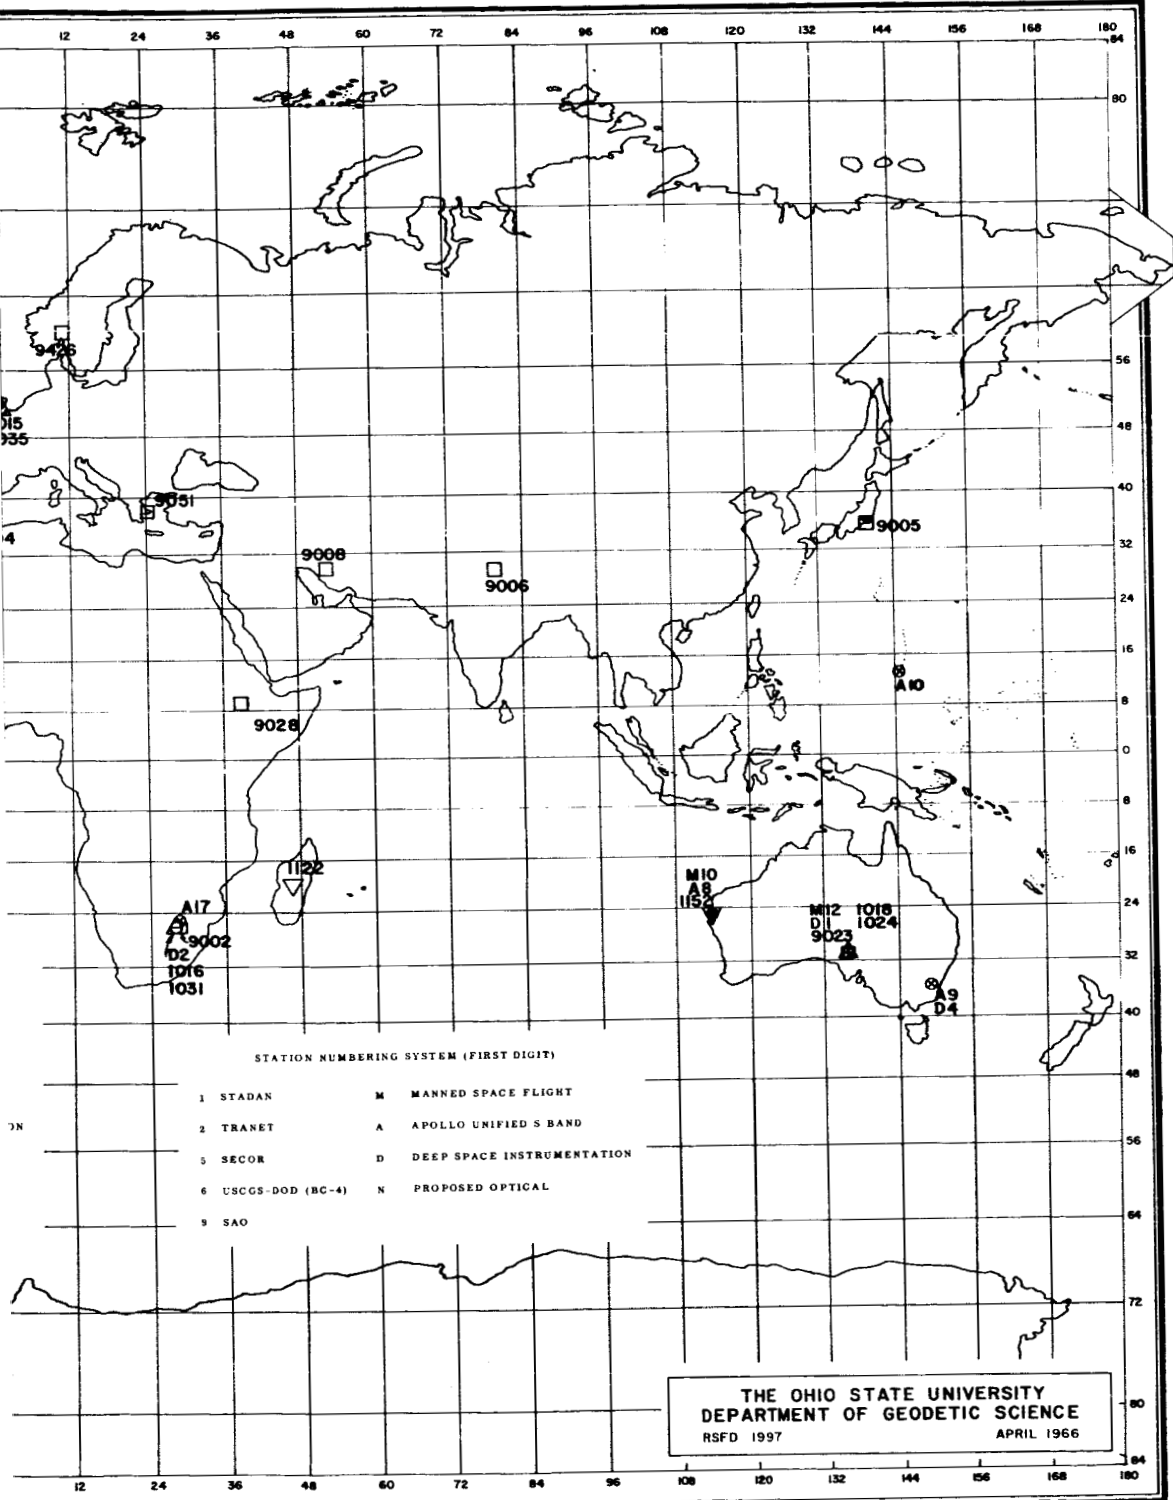 12 24 36 48 60 72 84 96 108 120 132 144 156 168 180
84
80
9426
56
015
935
48
9051
40
9005
4
32
9008
9006
24
16
A10
8
9028
0
8
16
1122
M10
A8
1152
24
A17
M12 1018
D1 1024
9023
9002
D2
32
1016
1031
A9
D4
40
STATION NUMBERING SYSTEM (FIRST DIGIT)
48
1 STADAN M MANNED SPACE FLIGHT
ON 2 TRANET A APOLLO UNIFIED S BAND
56
5 SECOR D DEEP SPACE INSTRUMENTATION
6 USCGS-DOD (BC-4) N PROPOSED OPTICAL
64
9 SAO
72
THE OHIO STATE UNIVERSITY
DEPARTMENT OF GEODETIC SCIENCE
80
RSFD 1997 APRIL 1966
84
12 24 36 48 60 72 84 96 108 120 132 144 156 168 180